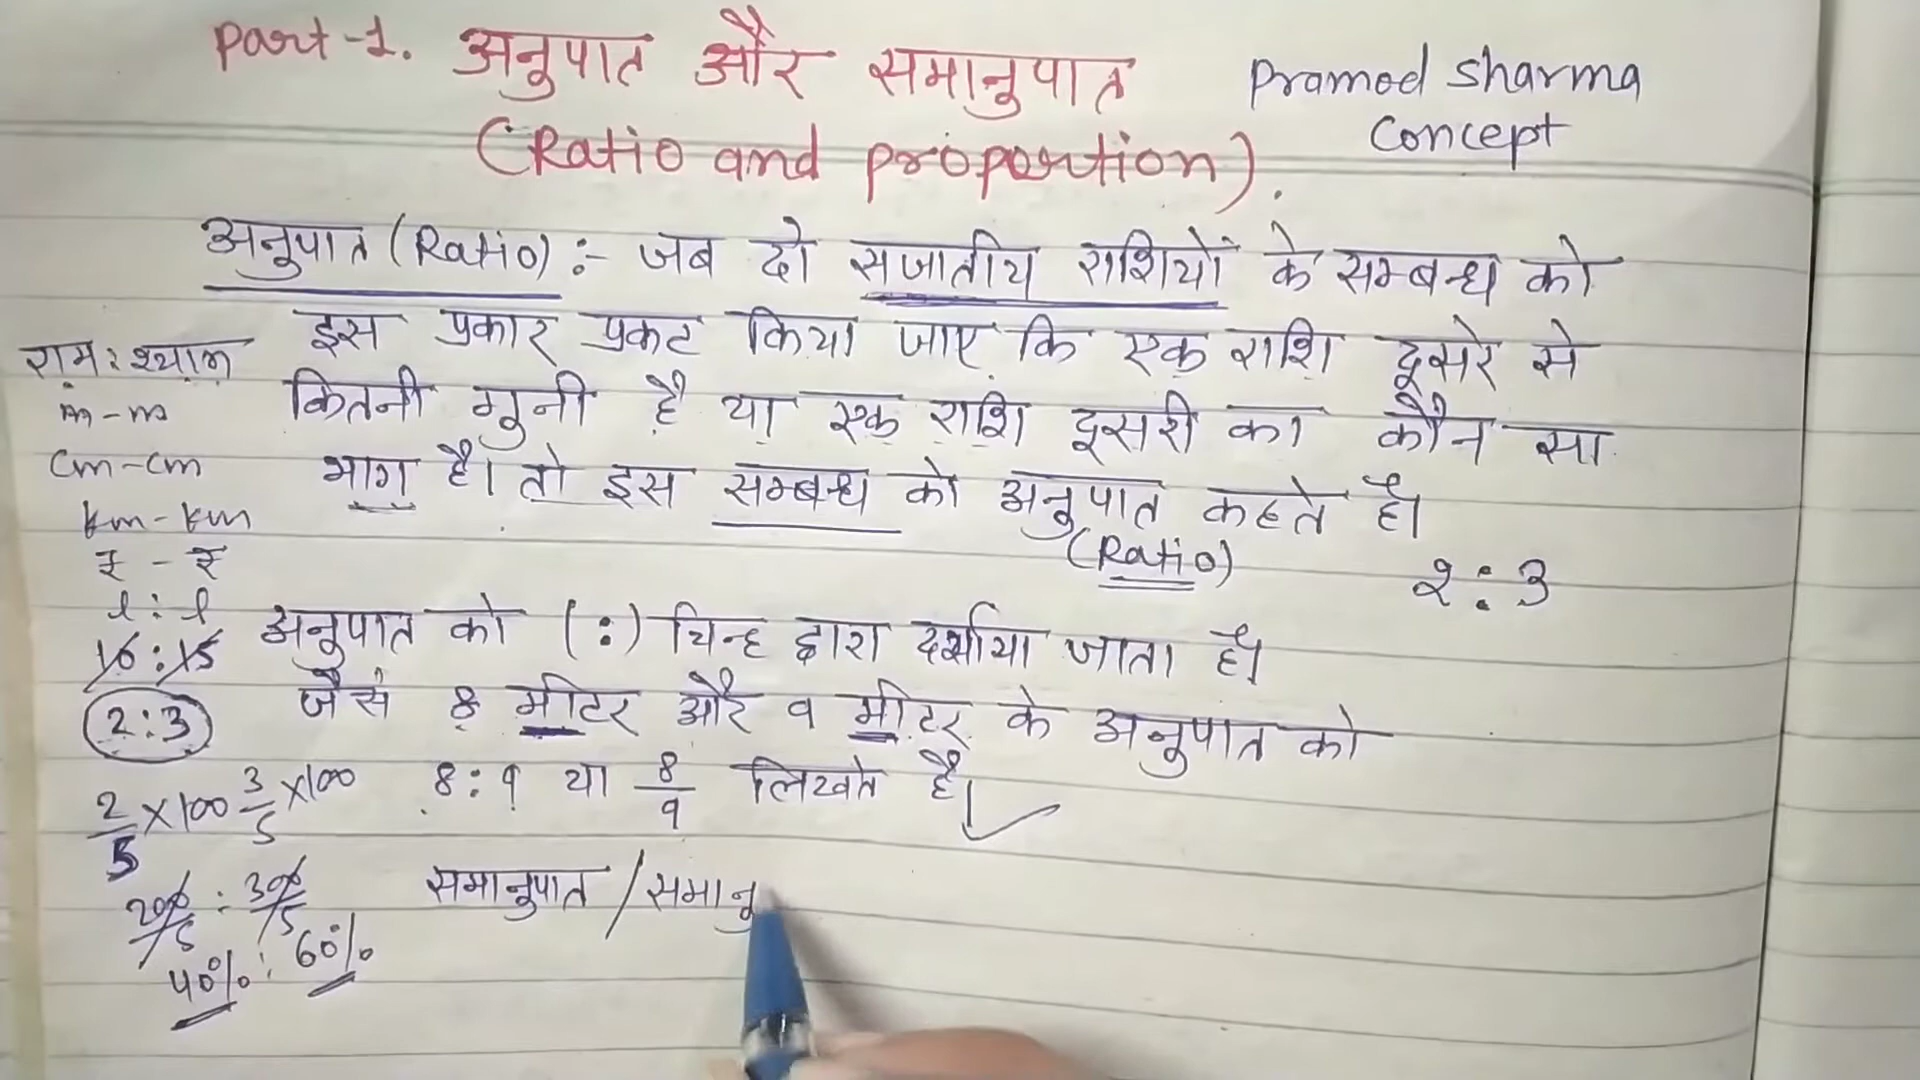 Part-1. अनुपात और समानुपात
(Ratio and proportion).
Pramod Sharma
Concept
अनुपात (Ratio) :- जब दो सजातीय राशियों के सम्बन्ध को
इस प्रकार प्रकट किया जाए कि एक राशि दूसरे से
कितनी गुनी है या एक राशि दूसरी का कौन सा
भाग है। तो इस सम्बन्ध को अनुपात कहते है।
(Ratio)
2 : 3
अनुपात को (:) चिन्ह द्वारा दर्शाया जाता है।
जैसे 8 मीटर और 9 मीटर के अनुपात को
8 : 9 या 8/9 लिखते है।
समानुपात / समानु
राम : श्याम
m - m
cm - cm
km - km
₹ - ₹
l : l
10 : 15
2 : 3
2/5 × 100 3/5 × 100
200/5 : 300/5
40% : 60%